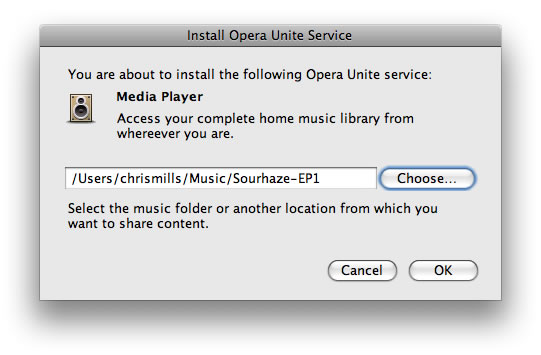 Install Opera Unite Service
You are about to install the following Opera Unite service:
Media Player
Access your complete home music library from
whereever you are.
/Users/chrismills/Music/Sourhaze-EP1
Choose...
Select the music folder or another location from which you
want to share content.
Cancel
OK